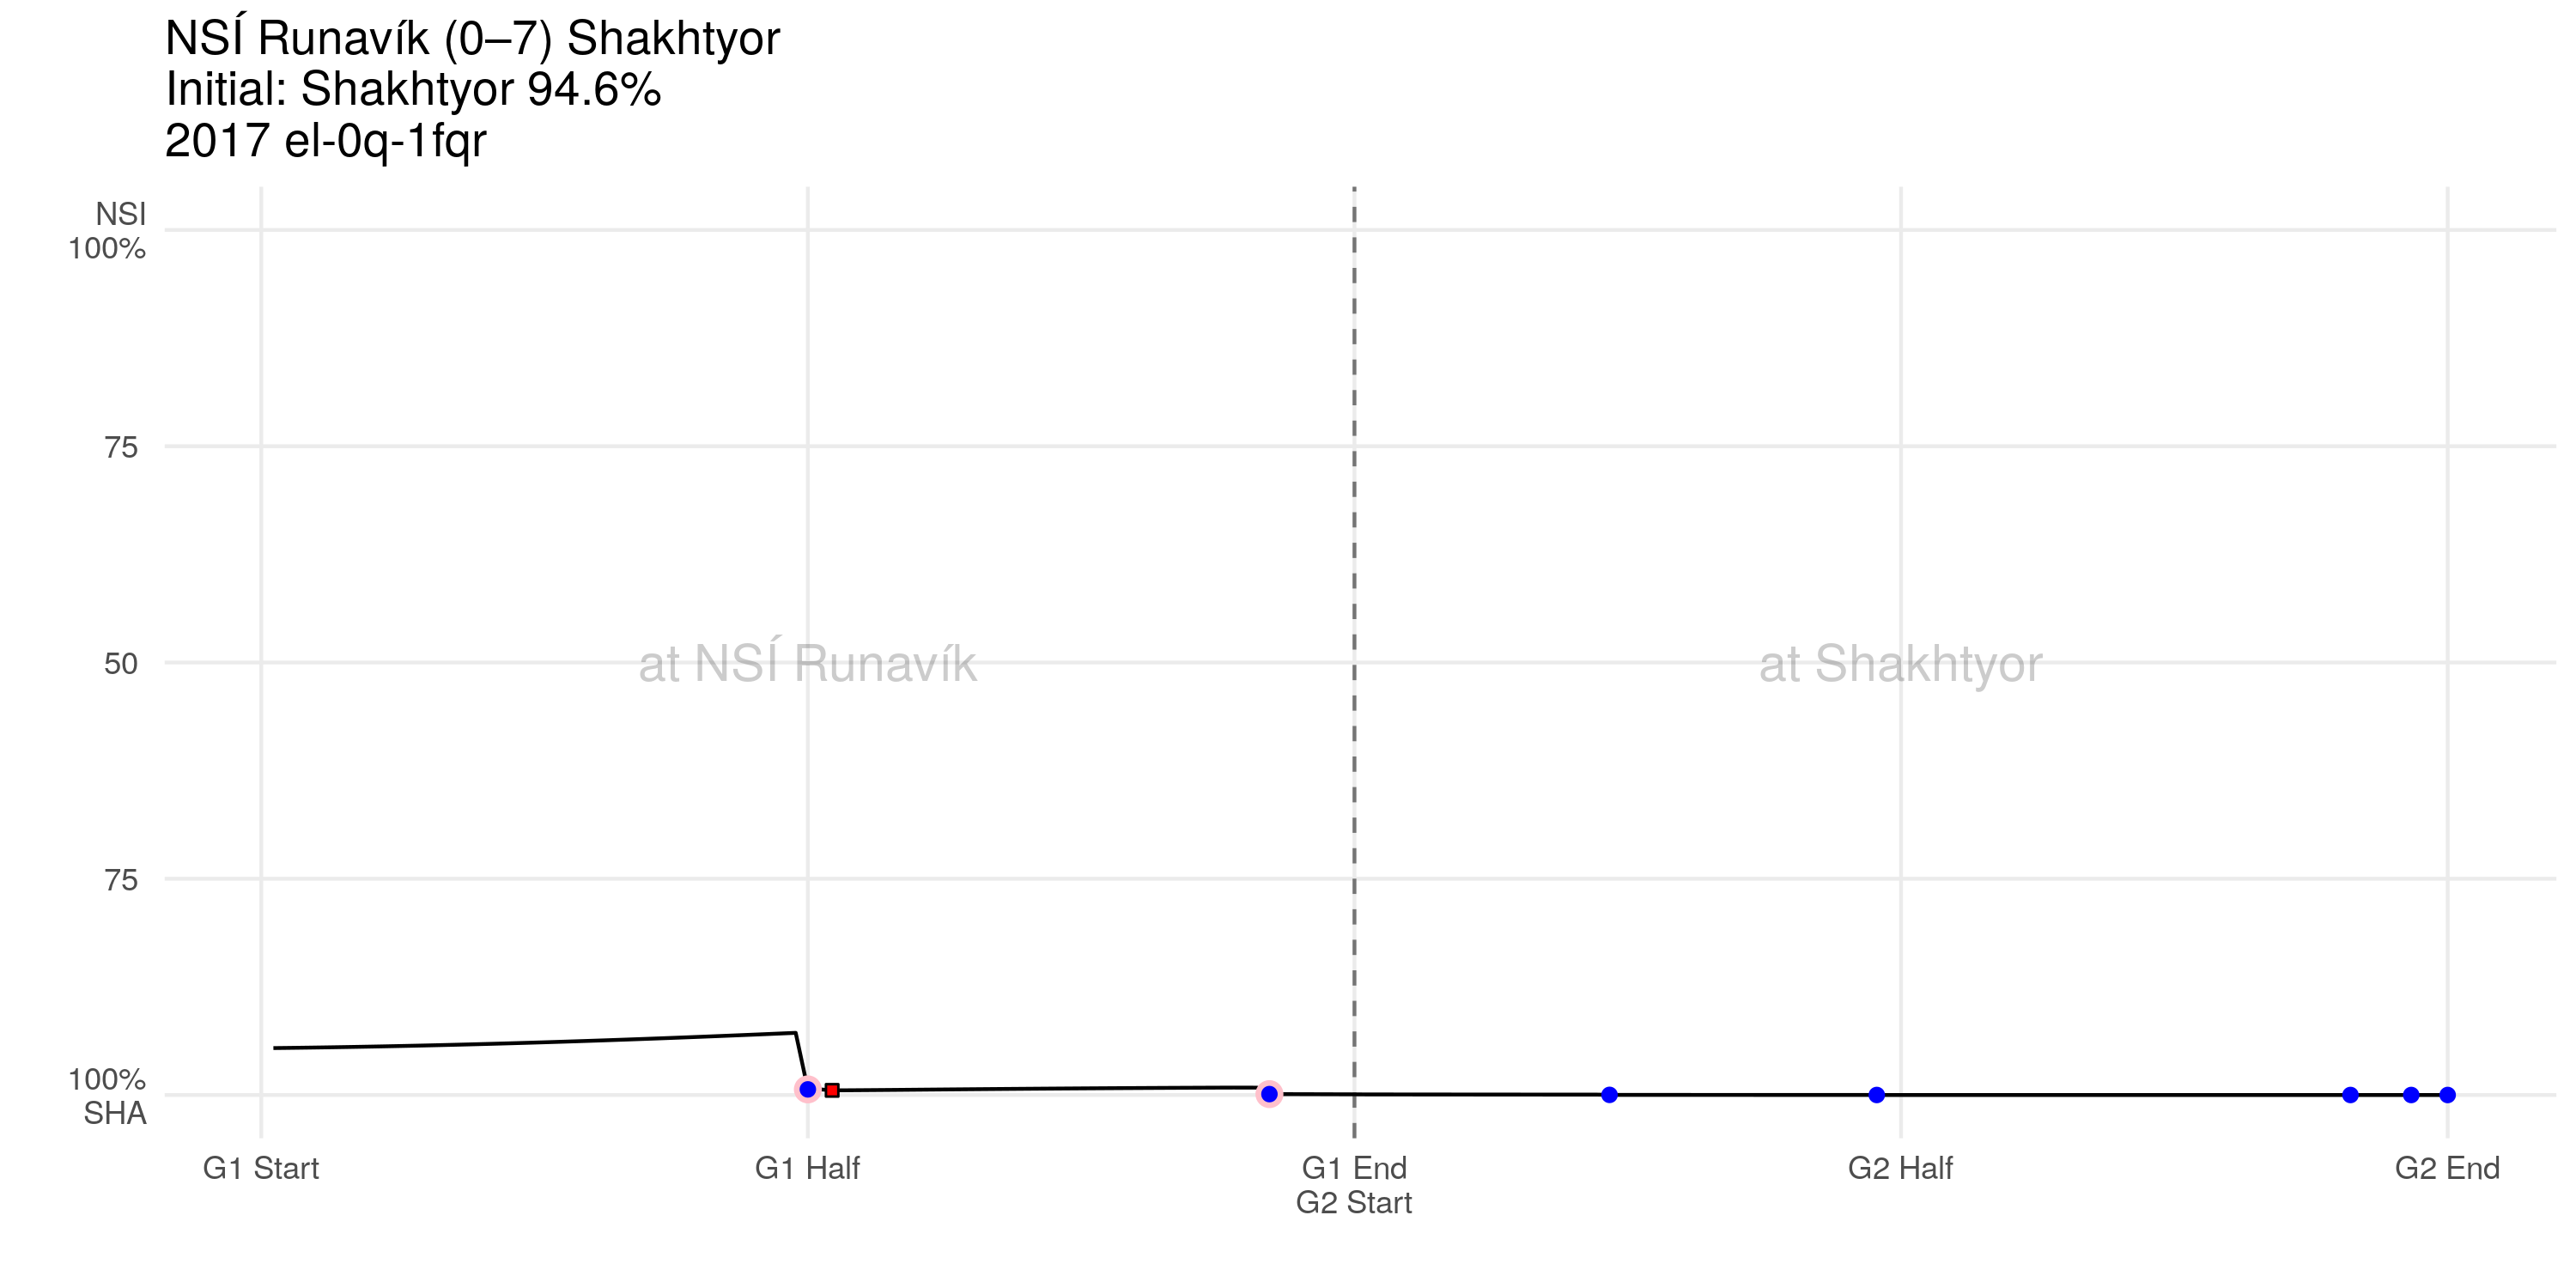 NSÍ Runavík (0–7) Shakhtyor
Initial: Shakhtyor 94.6%
2017 el-0q-1fqr
NSI
100%
75
50
75
100%
SHA
at NSÍ Runavík
at Shakhtyor
G1 Start
G1 Half
G1 End
G2 Start
G2 Half
G2 End